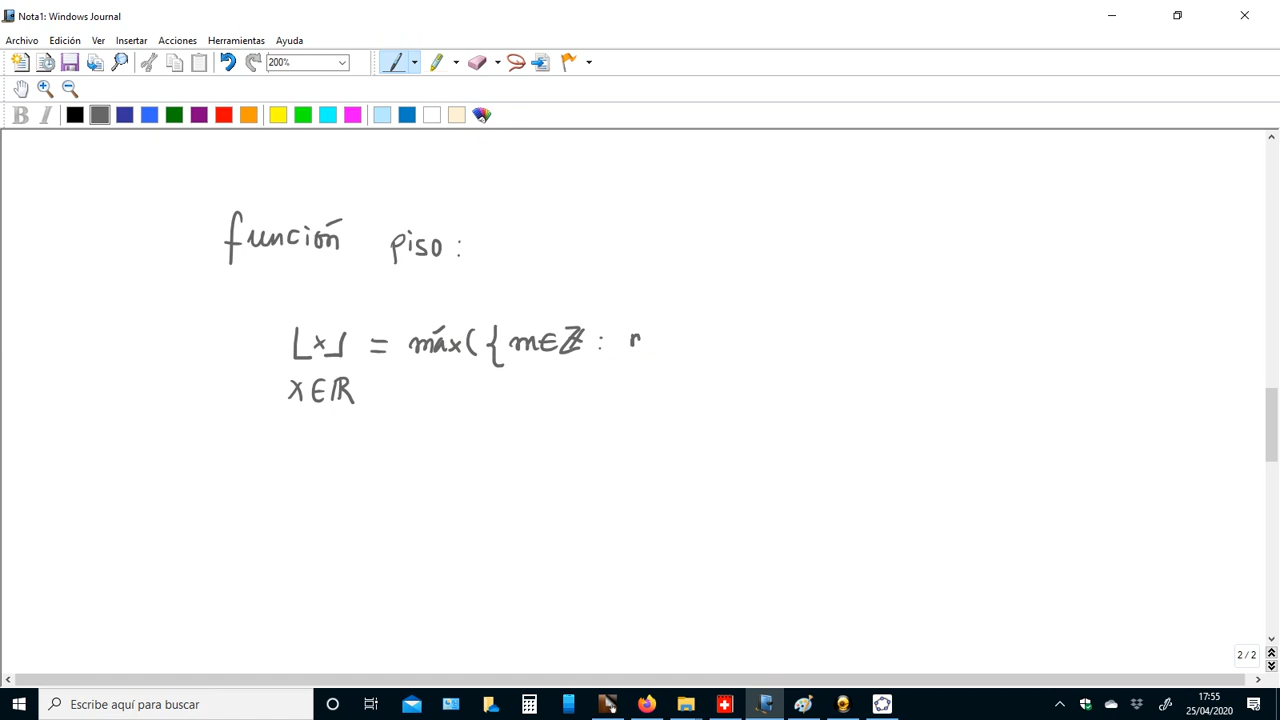 Nota1: Windows Journal
Archivo Edición Ver Insertar Acciones Herramientas Ayuda
200%
B I
función piso:
⌊x⌋ = máx({m∈ℤ:
x∈ℝ
2 / 2
Escribe aquí para buscar
17:55
25/04/2020